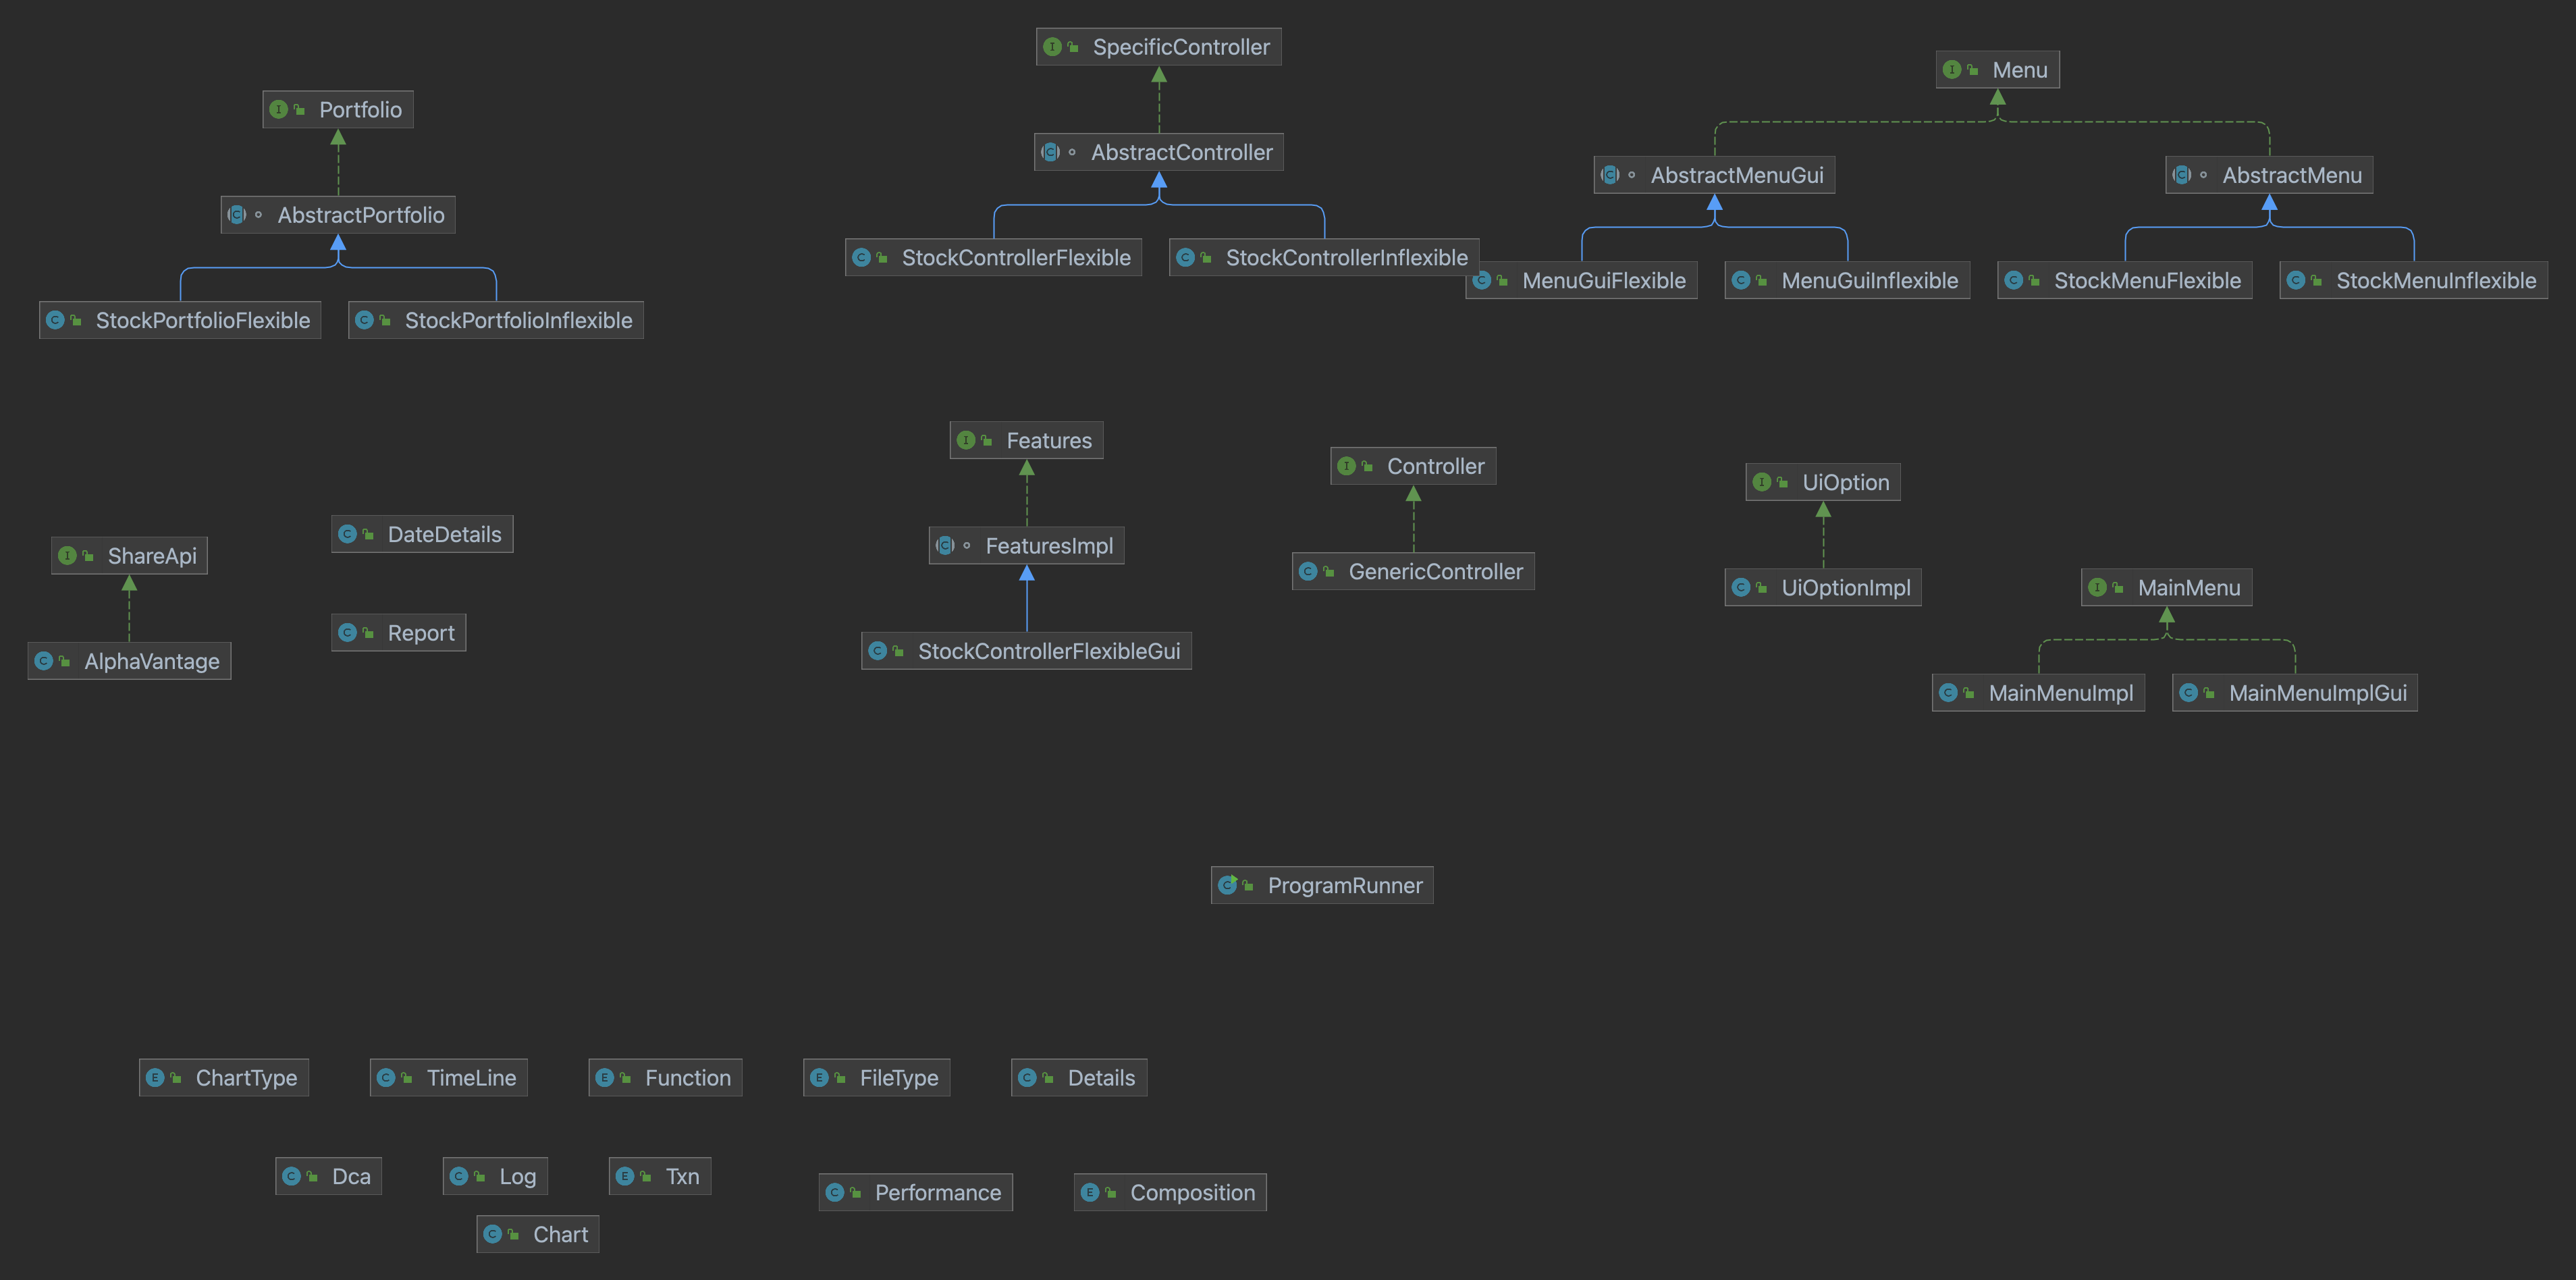 SpecificController
Menu
Portfolio
AbstractController
AbstractMenuGui
AbstractMenu
AbstractPortfolio
StockControllerFlexible
StockControllerInflexible
MenuGuiFlexible
MenuGuiInflexible
StockMenuFlexible
StockMenuInflexible
StockPortfolioFlexible
StockPortfolioInflexible
Features
Controller
UiOption
DateDetails
ShareApi
FeaturesImpl
GenericController
UiOptionImpl
MainMenu
Report
AlphaVantage
StockControllerFlexibleGui
MainMenuImpl
MainMenuImplGui
ProgramRunner
ChartType
TimeLine
Function
FileType
Details
Dca
Log
Txn
Performance
Composition
Chart